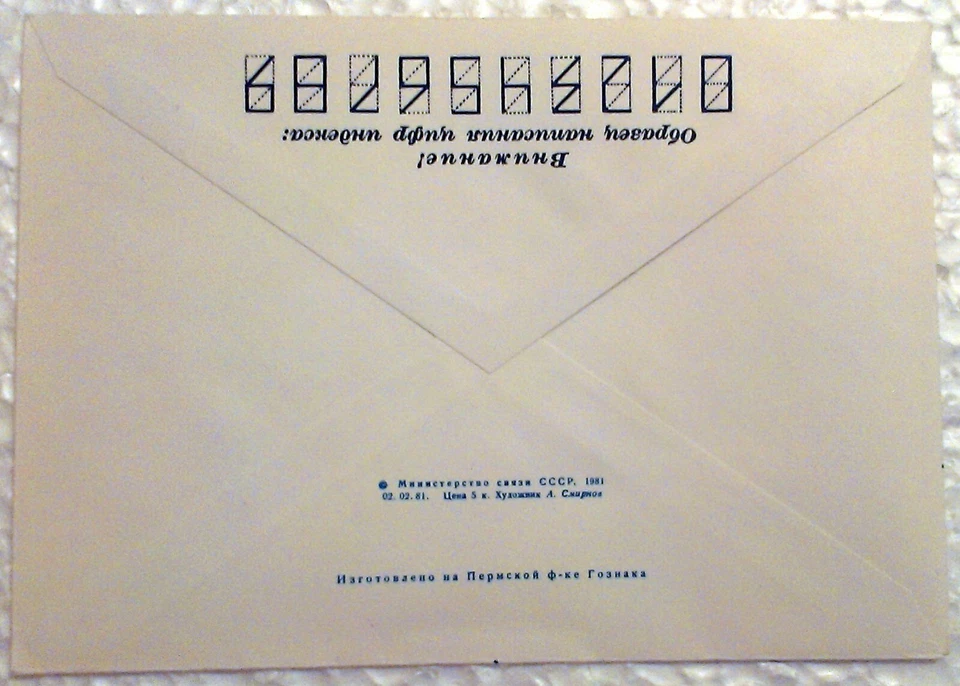 Внимание!
Образец написания цифр индекса:
0123456789
© Министерство связи СССР, 1981
02. 02. 81. Цена 5 к. Художник А. Смирнов
Изготовлено на Пермской ф-ке Гознака